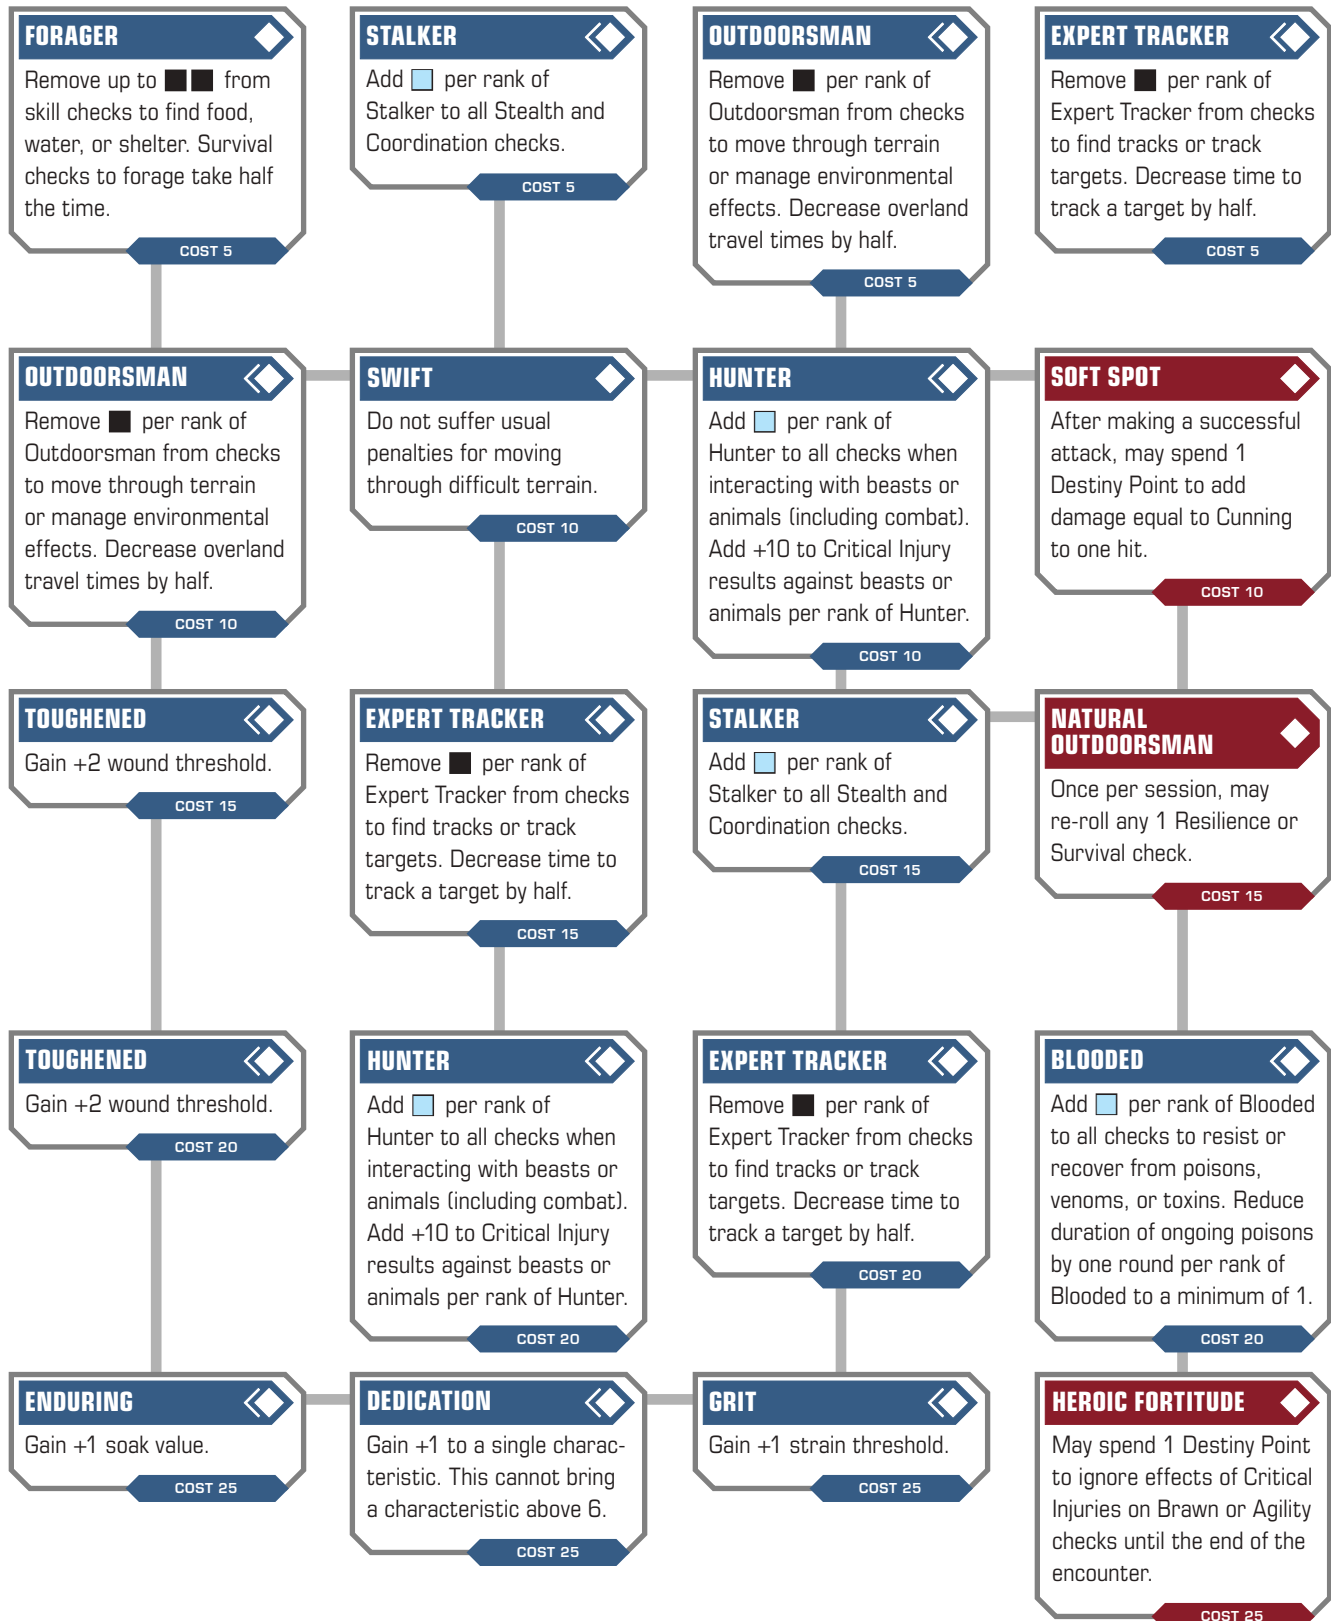 FORAGER
Remove up to from
skill checks to find food,
water, or shelter. Survival
checks to forage take half
the time.
COST 5
STALKER
Add per rank of
Stalker to all Stealth and
Coordination checks.
COST 5
OUTDOORSMAN
Remove per rank of
Outdoorsman from checks
to move through terrain
or manage environmental
effects. Decrease overland
travel times by half.
COST 5
EXPERT TRACKER
Remove per rank of
Expert Tracker from checks
to find tracks or track
targets. Decrease time to
track a target by half.
COST 5
OUTDOORSMAN
Remove per rank of
Outdoorsman from checks
to move through terrain
or manage environmental
effects. Decrease overland
travel times by half.
COST 10
SWIFT
Do not suffer usual
penalties for moving
through difficult terrain.
COST 10
HUNTER
Add per rank of
Hunter to all checks when
interacting with beasts or
animals (including combat).
Add +10 to Critical Injury
results against beasts or
animals per rank of Hunter.
COST 10
SOFT SPOT
After making a successful
attack, may spend 1
Destiny Point to add
damage equal to Cunning
to one hit.
COST 10
TOUGHENED
Gain +2 wound threshold.
COST 15
EXPERT TRACKER
Remove per rank of
Expert Tracker from checks
to find tracks or track
targets. Decrease time to
track a target by half.
COST 15
STALKER
Add per rank of
Stalker to all Stealth and
Coordination checks.
COST 15
NATURAL
OUTDOORSMAN
Once per session, may
re-roll any 1 Resilience or
Survival check.
COST 15
TOUGHENED
Gain +2 wound threshold.
COST 20
HUNTER
Add per rank of
Hunter to all checks when
interacting with beasts or
animals (including combat).
Add +10 to Critical Injury
results against beasts or
animals per rank of Hunter.
COST 20
EXPERT TRACKER
Remove per rank of
Expert Tracker from checks
to find tracks or track
targets. Decrease time to
track a target by half.
COST 20
BLOODED
Add per rank of Blooded
to all checks to resist or
recover from poisons,
venoms, or toxins. Reduce
duration of ongoing poisons
by one round per rank of
Blooded to a minimum of 1.
COST 20
ENDURING
Gain +1 soak value.
COST 25
DEDICATION
Gain +1 to a single charac-
teristic. This cannot bring
a characteristic above 6.
COST 25
GRIT
Gain +1 strain threshold.
COST 25
HEROIC FORTITUDE
May spend 1 Destiny Point
to ignore effects of Critical
Injuries on Brawn or Agility
checks until the end of the
encounter.
COST 25